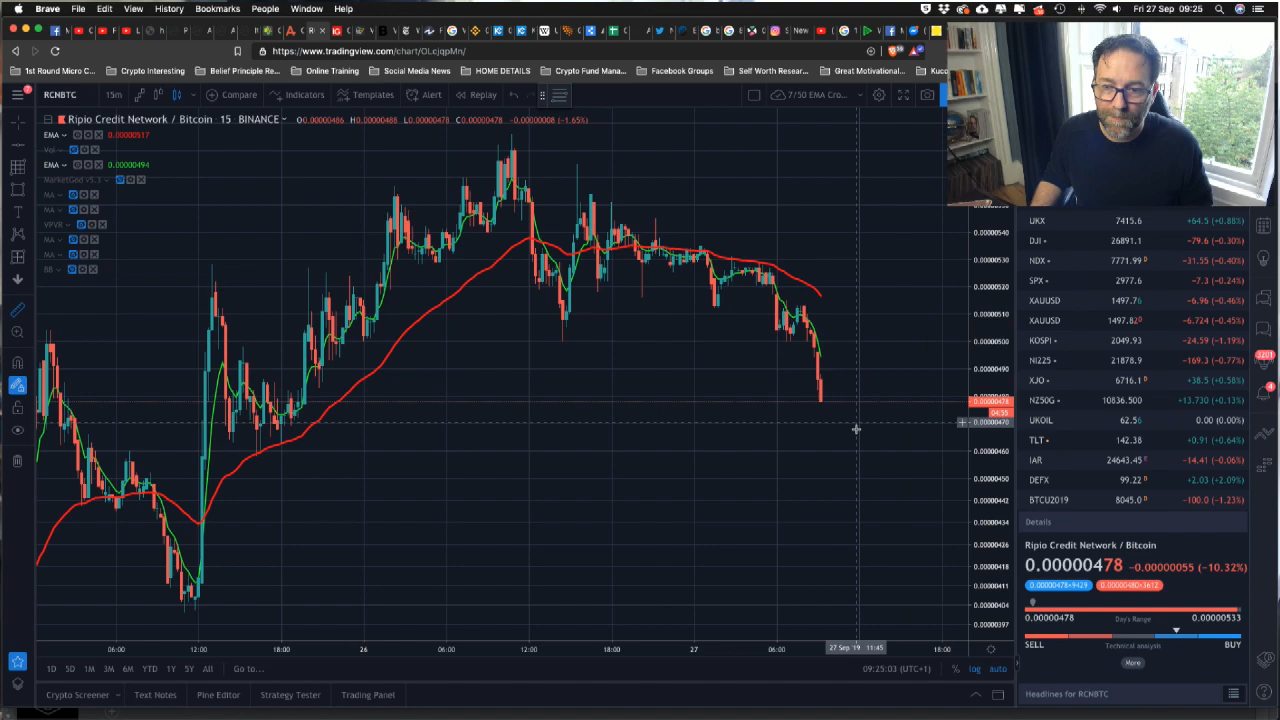 Brave File Edit View History Bookmarks People Window Help Fri 27 Sep 09:25
https://www.tradingview.com/chart/OLcjqpMn/
1st Round Micro C... Crypto Interesting Belief Principle Re... Online Training Social Media News HOME DETAILS Crypto Fund Mana... Facebook Groups Self Worth Resear... Great Motivational...
RCNBTC 15m Compare Indicators Templates Alert Replay 7/50 EMA Cro...
Ripio Credit Network / Bitcoin 15 BINANCE O0.00000486 H0.00000488 L0.00000478 C0.00000478 −0.00000008 (−1.65%)
EMA 0.00000517
Vol
EMA 0.00000494
MarketGod v5.3
MA
MA
VPVR
MA
MA
BB
0.00000540
0.00000530
0.00000520
0.00000510
0.00000500
0.00000490
0.00000478
04:55
0.00000470
0.00000460
0.00000450
0.00000442
0.00000434
0.00000426
0.00000418
0.00000411
0.00000404
0.00000397
06:00 12:00 18:00 26 06:00 12:00 18:00 27 06:00 27 Sep '19 11:45 18:00
1D 5D 1M 3M 6M YTD 1Y 5Y All Go to... 09:25:03 (UTC+1) % log auto
Crypto Screener Text Notes Pine Editor Strategy Tester Trading Panel
UKX 7415.6 +64.5 (+0.88%)
DJI 26891.1 −79.6 (−0.30%)
NDX 7771.99 D −31.55 (−0.40%)
SPX 2977.6 −7.3 (−0.24%)
XAUUSD 1497.76 −6.96 (−0.46%)
XAUUSD 1497.820 −6.724 (−0.45%)
KOSPI 2049.93 −24.59 (−1.19%)
NI225 21878.9 −169.3 (−0.77%)
XJO 6716.1 D +38.5 (+0.58%)
NZ50G 10836.500 +13.730 (+0.13%)
UKOIL 62.56 0.00 (0.00%)
TLT 142.38 +0.91 (+0.64%)
IAR 24643.45 −14.41 (−0.06%)
DEFX 99.22 D +2.03 (+2.09%)
BTCU2019 8045.0 D −100.0 (−1.23%)
Details
Ripio Credit Network / Bitcoin
0.00000478 −0.00000055 (−10.32%)
0.00000478×9429 0.00000480×3612
0.00000478 Day's Range 0.00000533
SELL Technical analysis BUY
More
Headlines for RCNBTC